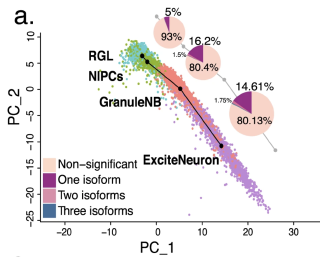 a.
5%
93%
16.2%
1.5%
80.4%
14.61%
1.75%
80.13%
RGL
NIPCs
GranuleNB
ExciteNeuron
Non-significant
One isoform
Two isoforms
Three isoforms
PC_2
10
5
0
-5
-10
-15
-20
-25
-20
-10
0
10
20
30
PC_1